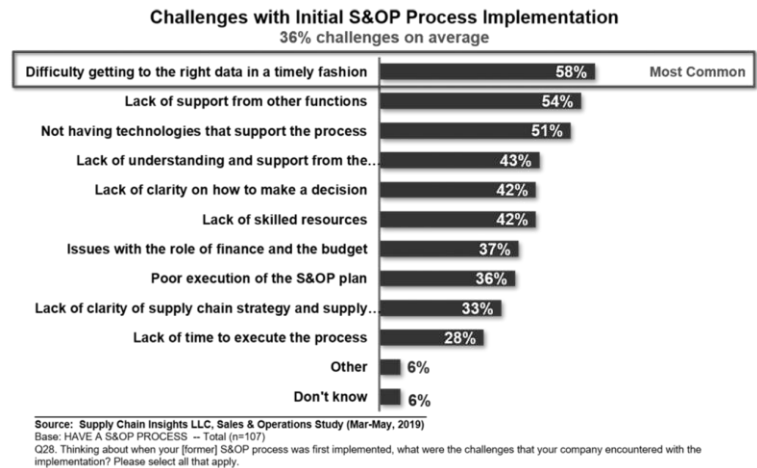 Challenges with Initial S&OP Process Implementation
36% challenges on average
Difficulty getting to the right data in a timely fashion 58% Most Common
Lack of support from other functions 54%
Not having technologies that support the process 51%
Lack of understanding and support from the... 43%
Lack of clarity on how to make a decision 42%
Lack of skilled resources 42%
Issues with the role of finance and the budget 37%
Poor execution of the S&OP plan 36%
Lack of clarity of supply chain strategy and supply... 33%
Lack of time to execute the process 28%
Other 6%
Don't know 6%
Source: Supply Chain Insights LLC, Sales & Operations Study (Mar-May, 2019)
Base: HAVE A S&OP PROCESS -- Total (n=107)
Q28. Thinking about when your [former] S&OP process was first implemented, what were the challenges that your company encountered with the
implementation? Please select all that apply.